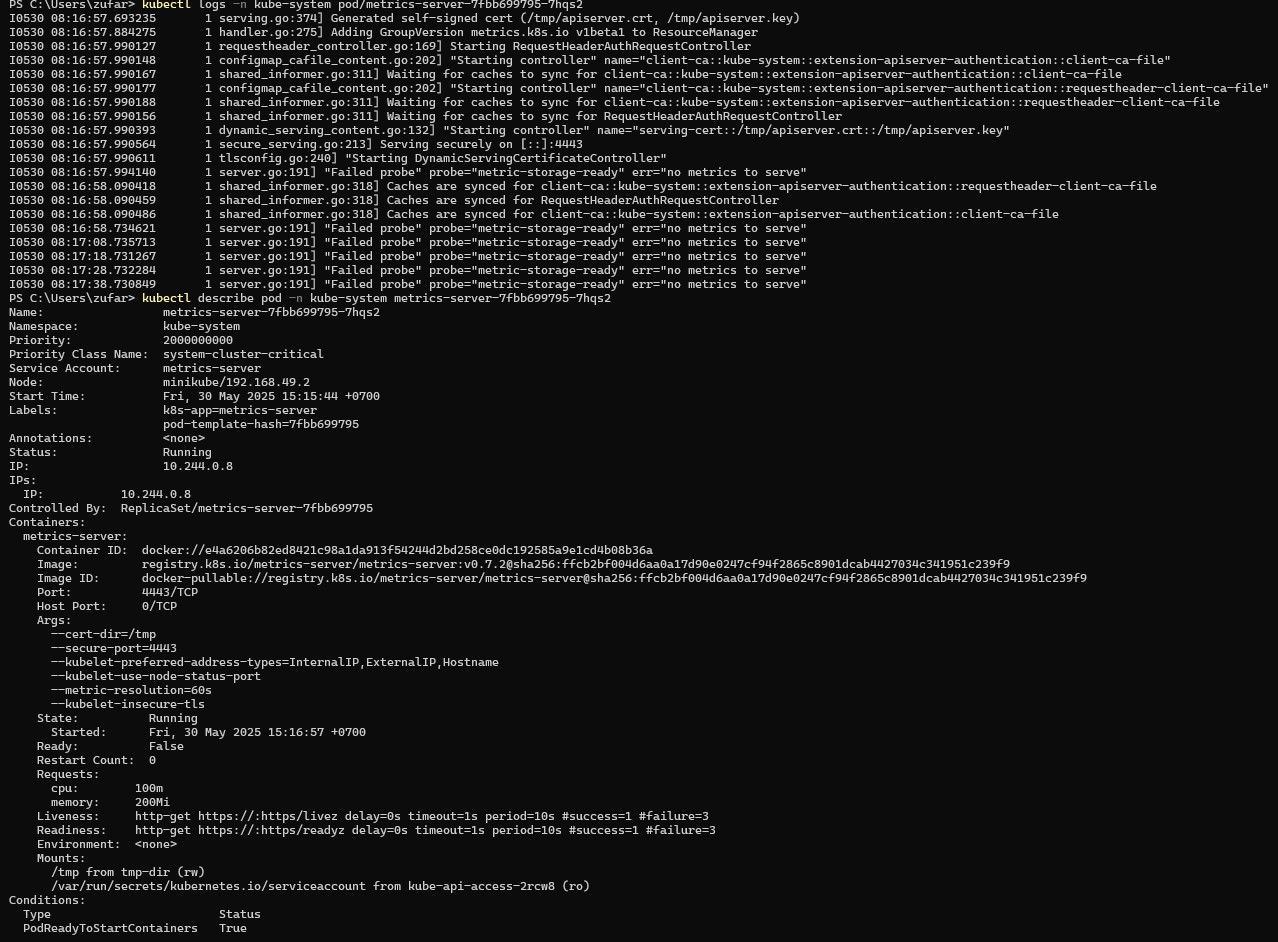 PS C:\Users\zufar> kubectl logs -n kube-system pod/metrics-server-7fbb699795-7hqs2
I0530 08:16:57.693235       1 serving.go:374] Generated self-signed cert (/tmp/apiserver.crt, /tmp/apiserver.key)
I0530 08:16:57.884275       1 handler.go:275] Adding GroupVersion metrics.k8s.io v1beta1 to ResourceManager
I0530 08:16:57.990127       1 requestheader_controller.go:169] Starting RequestHeaderAuthRequestController
I0530 08:16:57.990148       1 configmap_cafile_content.go:202] "Starting controller" name="client-ca::kube-system::extension-apiserver-authentication::client-ca-file"
I0530 08:16:57.990167       1 shared_informer.go:311] Waiting for caches to sync for client-ca::kube-system::extension-apiserver-authentication::client-ca-file
I0530 08:16:57.990177       1 configmap_cafile_content.go:202] "Starting controller" name="client-ca::kube-system::extension-apiserver-authentication::requestheader-client-ca-file"
I0530 08:16:57.990188       1 shared_informer.go:311] Waiting for caches to sync for client-ca::kube-system::extension-apiserver-authentication::requestheader-client-ca-file
I0530 08:16:57.990156       1 shared_informer.go:311] Waiting for caches to sync for RequestHeaderAuthRequestController
I0530 08:16:57.990393       1 dynamic_serving_content.go:132] "Starting controller" name="serving-cert::/tmp/apiserver.crt::/tmp/apiserver.key"
I0530 08:16:57.990564       1 secure_serving.go:213] Serving securely on [::]:4443
I0530 08:16:57.990611       1 tlsconfig.go:240] "Starting DynamicServingCertificateController"
I0530 08:16:57.994140       1 server.go:191] "Failed probe" probe="metric-storage-ready" err="no metrics to serve"
I0530 08:16:58.090418       1 shared_informer.go:318] Caches are synced for client-ca::kube-system::extension-apiserver-authentication::requestheader-client-ca-file
I0530 08:16:58.090459       1 shared_informer.go:318] Caches are synced for RequestHeaderAuthRequestController
I0530 08:16:58.090486       1 shared_informer.go:318] Caches are synced for client-ca::kube-system::extension-apiserver-authentication::client-ca-file
I0530 08:16:58.734621       1 server.go:191] "Failed probe" probe="metric-storage-ready" err="no metrics to serve"
I0530 08:17:08.735713       1 server.go:191] "Failed probe" probe="metric-storage-ready" err="no metrics to serve"
I0530 08:17:18.731267       1 server.go:191] "Failed probe" probe="metric-storage-ready" err="no metrics to serve"
I0530 08:17:28.732284       1 server.go:191] "Failed probe" probe="metric-storage-ready" err="no metrics to serve"
I0530 08:17:38.730849       1 server.go:191] "Failed probe" probe="metric-storage-ready" err="no metrics to serve"
PS C:\Users\zufar> kubectl describe pod -n kube-system metrics-server-7fbb699795-7hqs2
Name:                 metrics-server-7fbb699795-7hqs2
Namespace:            kube-system
Priority:             2000000000
Priority Class Name:  system-cluster-critical
Service Account:      metrics-server
Node:                 minikube/192.168.49.2
Start Time:           Fri, 30 May 2025 15:15:44 +0700
Labels:               k8s-app=metrics-server
                      pod-template-hash=7fbb699795
Annotations:          <none>
Status:               Running
IP:                   10.244.0.8
IPs:
  IP:           10.244.0.8
Controlled By:  ReplicaSet/metrics-server-7fbb699795
Containers:
  metrics-server:
    Container ID:  docker://e4a6206b82ed8421c98a1da913f54244d2bd258ce0dc192585a9e1cd4b08b36a
    Image:         registry.k8s.io/metrics-server/metrics-server:v0.7.2@sha256:ffcb2bf004d6aa0a17d90e0247cf94f2865c8901dcab4427034c341951c239f9
    Image ID:      docker-pullable://registry.k8s.io/metrics-server/metrics-server@sha256:ffcb2bf004d6aa0a17d90e0247cf94f2865c8901dcab4427034c341951c239f9
    Port:          4443/TCP
    Host Port:     0/TCP
    Args:
      --cert-dir=/tmp
      --secure-port=4443
      --kubelet-preferred-address-types=InternalIP,ExternalIP,Hostname
      --kubelet-use-node-status-port
      --metric-resolution=60s
      --kubelet-insecure-tls
    State:          Running
      Started:      Fri, 30 May 2025 15:16:57 +0700
    Ready:          False
    Restart Count:  0
    Requests:
      cpu:        100m
      memory:     200Mi
    Liveness:     http-get https://:https/livez delay=0s timeout=1s period=10s #success=1 #failure=3
    Readiness:    http-get https://:https/readyz delay=0s timeout=1s period=10s #success=1 #failure=3
    Environment:  <none>
    Mounts:
      /tmp from tmp-dir (rw)
      /var/run/secrets/kubernetes.io/serviceaccount from kube-api-access-2rcw8 (ro)
Conditions:
  Type                        Status
  PodReadyToStartContainers   True